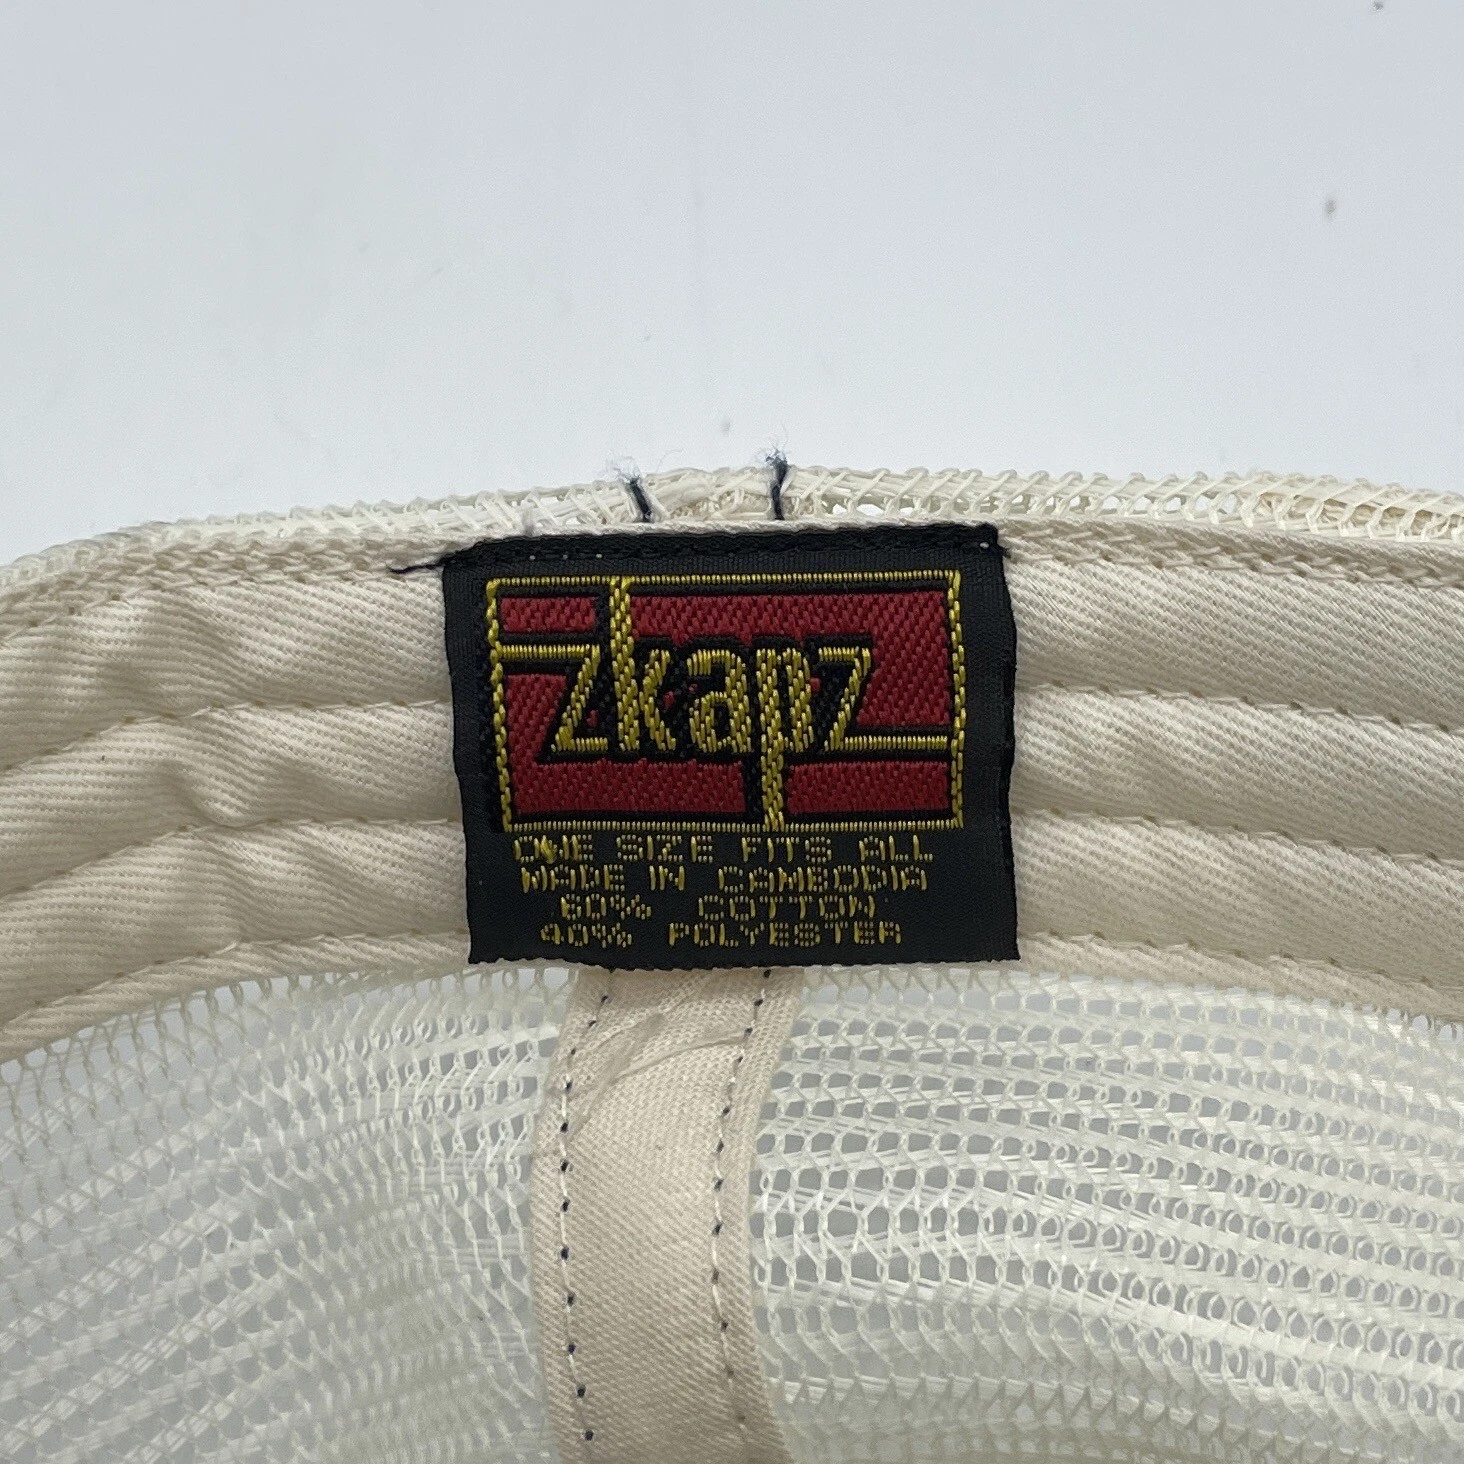 zkapz
ONE SIZE FITS ALL
MADE IN CAMBODIA
60% COTTON
40% POLYESTER